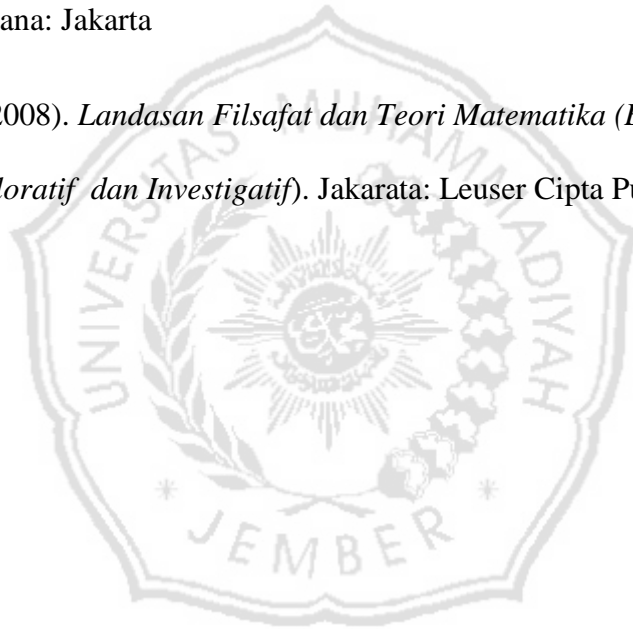 ana: Jakarta
2008). Landasan Filsafat dan Teori Matematika (
loratif dan Investigatif). Jakarata: Leuser Cipta Pu
UNIVERSITAS MUHAMMADIYAH
JEMBER